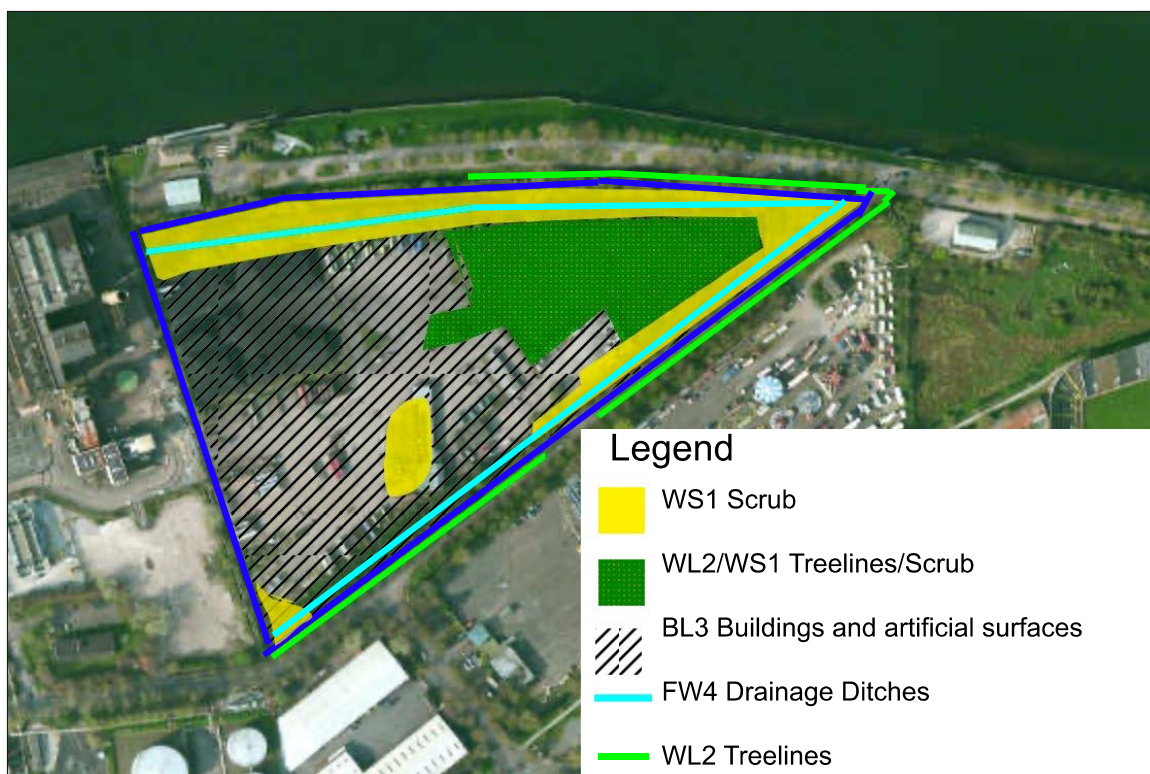 Legend
WS1 Scrub
WL2/WS1 Treelines/Scrub
BL3 Buildings and artificial surfaces
FW4 Drainage Ditches
WL2 Treelines